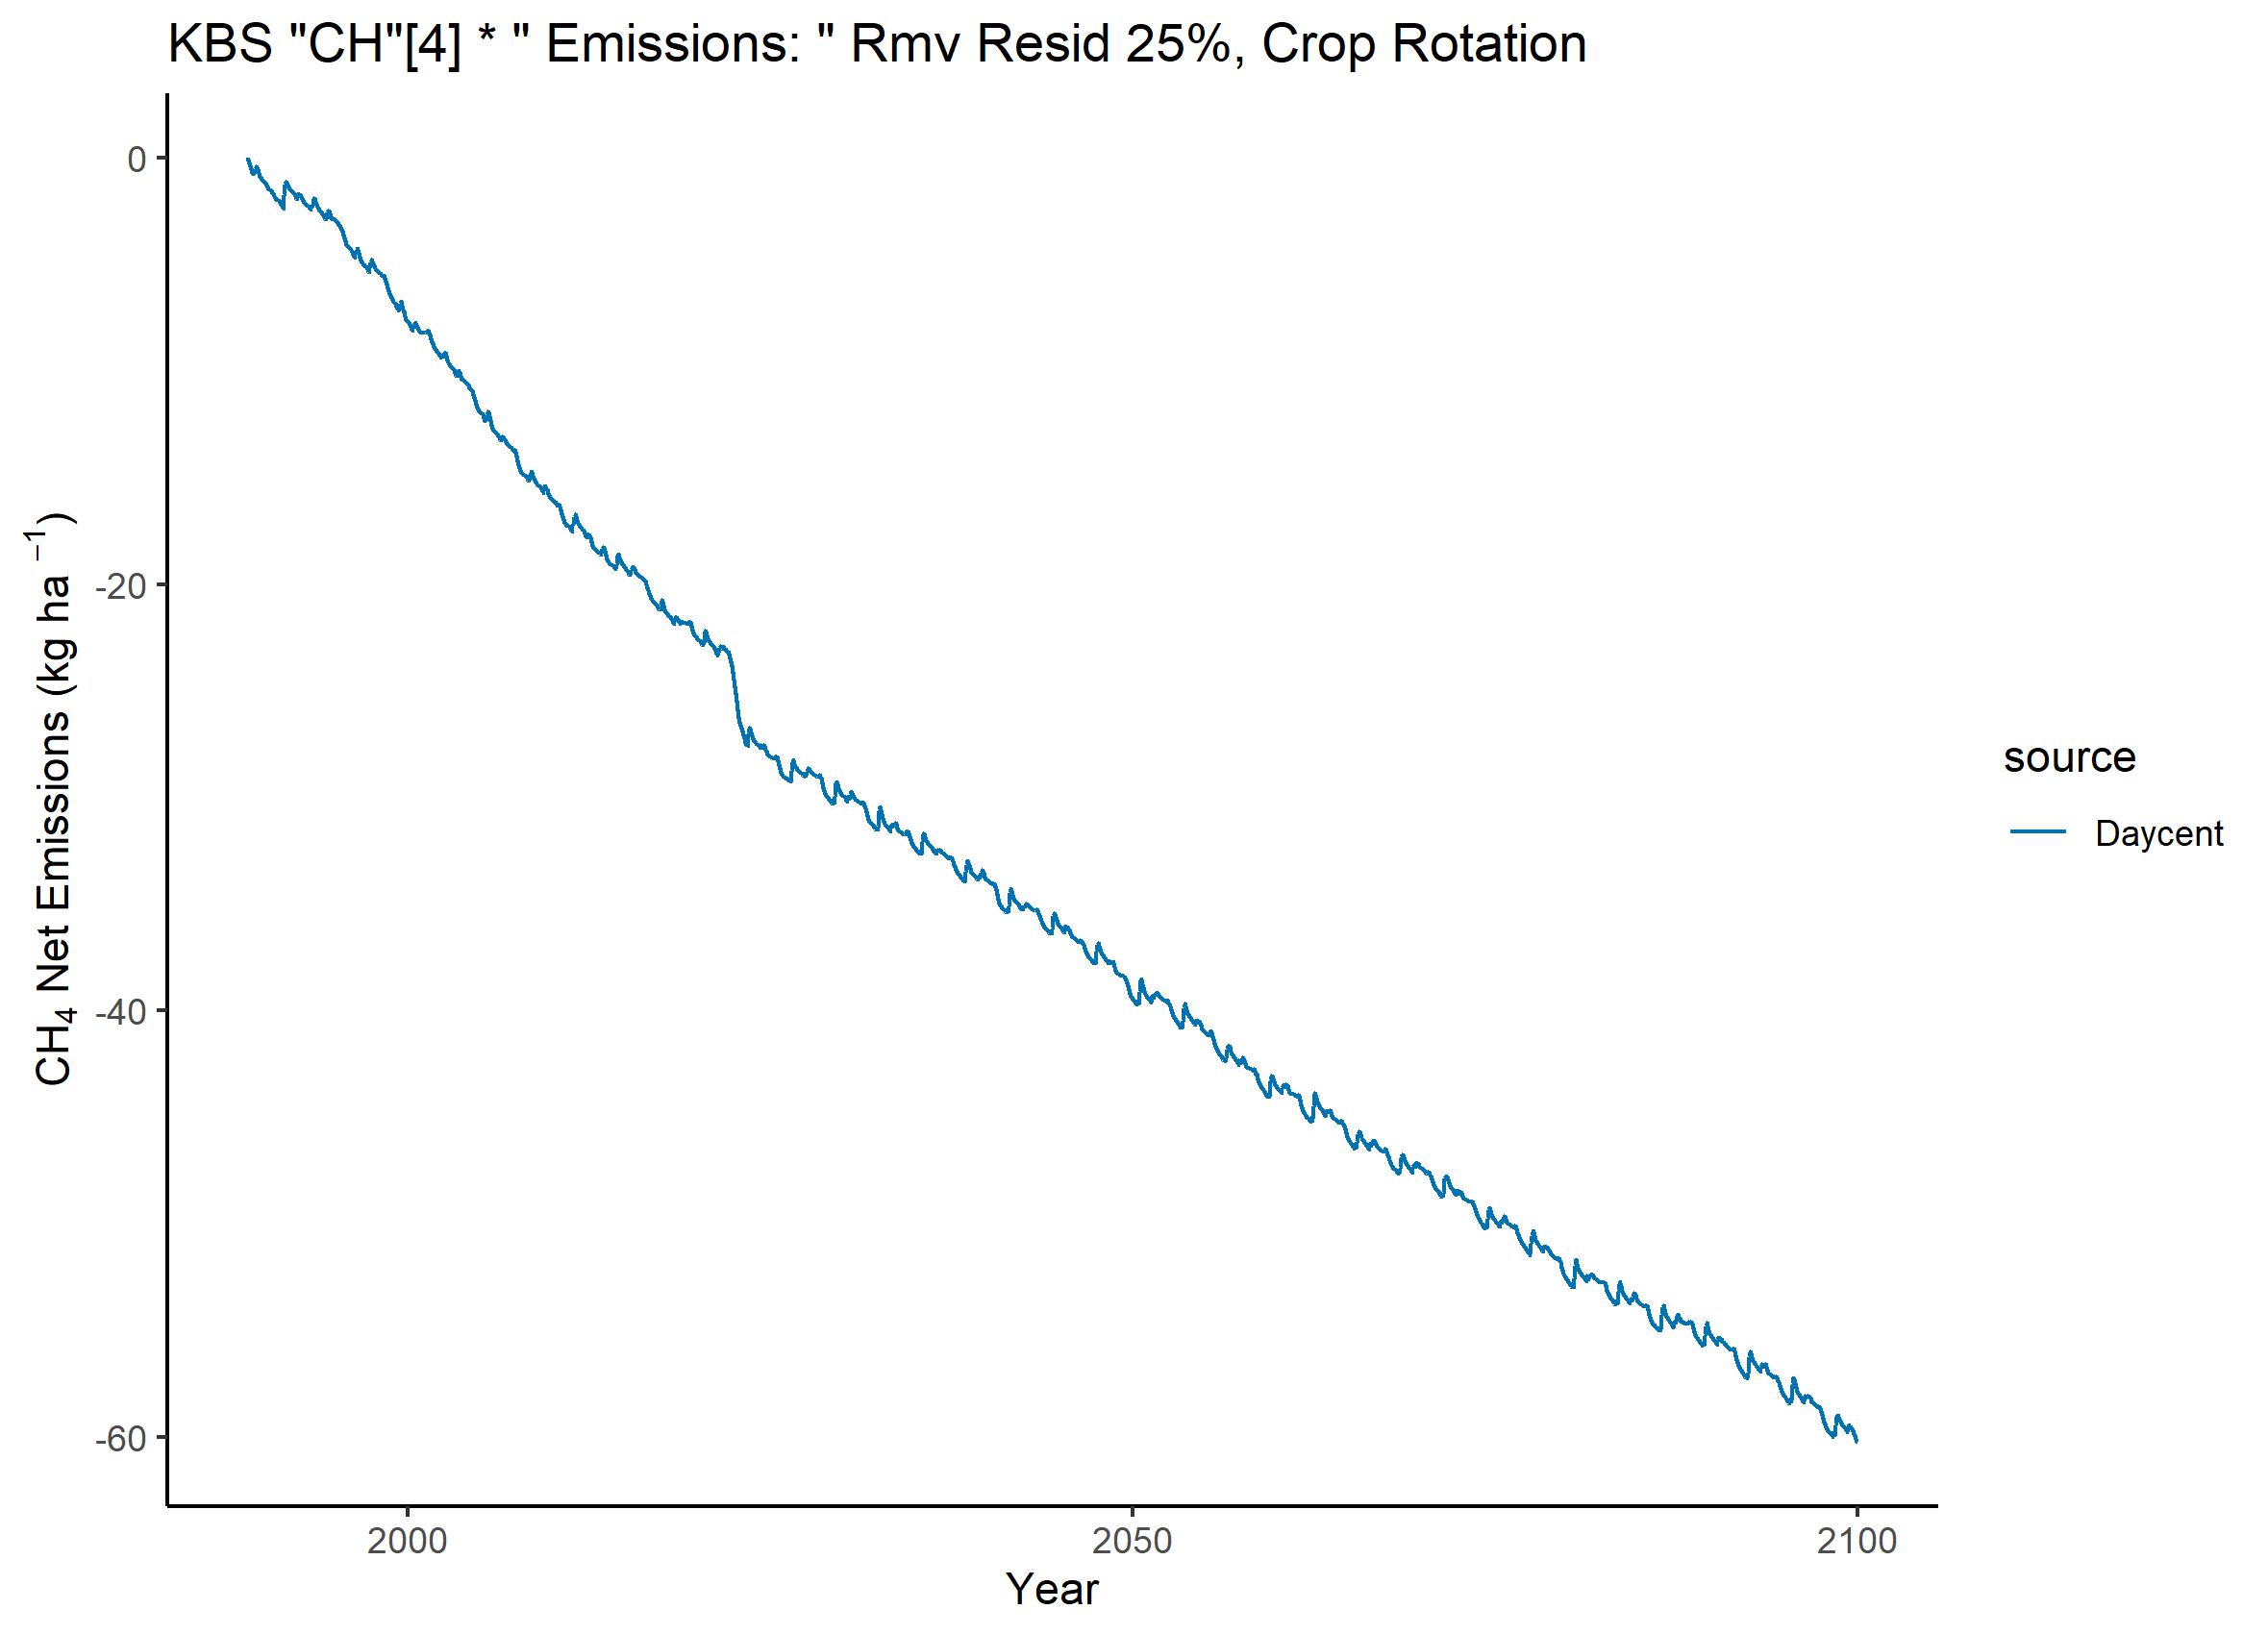 KBS "CH"[4] * " Emissions: " Rmv Resid 25%, Crop Rotation
CH₄ Net Emissions (kg ha ⁻¹)
0
-20
-40
-60
2000
2050
2100
Year
source
Daycent